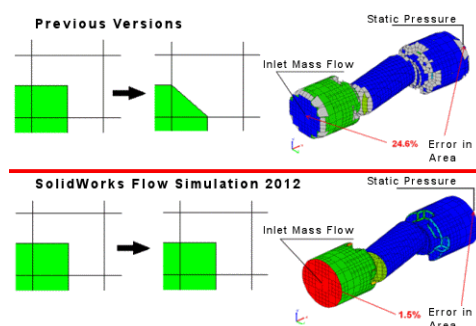 Previous Versions
Static Pressure
Inlet Mass Flow
24.6%
Error in
Area
SolidWorks Flow Simulation 2012
Static Pressure
Inlet Mass Flow
1.5%
Error in
Area